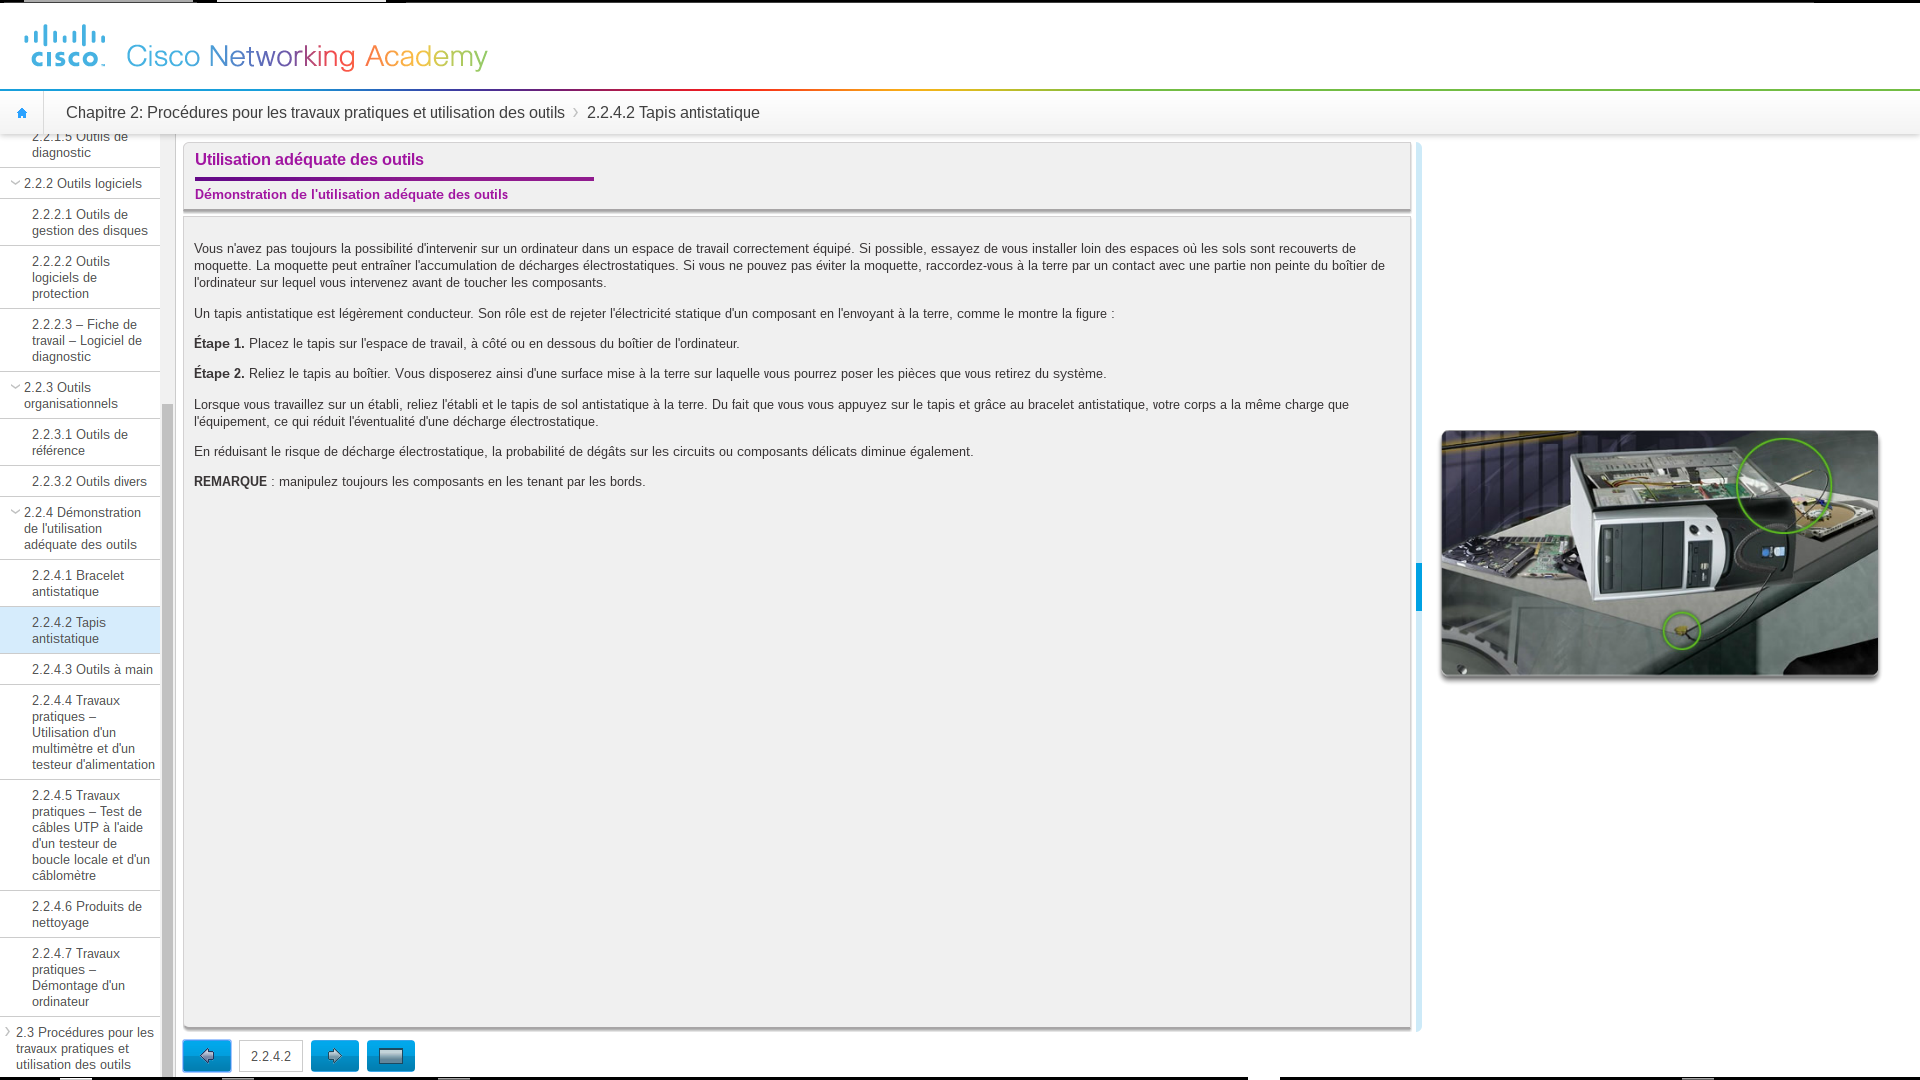 cisco
Cisco Networking Academy
Chapitre 2: Procédures pour les travaux pratiques et utilisation des outils
2.2.4.2 Tapis antistatique
2.2.1.5 Outils de
diagnostic
2.2.2 Outils logiciels
2.2.2.1 Outils de
gestion des disques
2.2.2.2 Outils
logiciels de
protection
2.2.2.3 – Fiche de
travail – Logiciel de
diagnostic
2.2.3 Outils
organisationnels
2.2.3.1 Outils de
référence
2.2.3.2 Outils divers
2.2.4 Démonstration
de l'utilisation
adéquate des outils
2.2.4.1 Bracelet
antistatique
2.2.4.2 Tapis
antistatique
2.2.4.3 Outils à main
2.2.4.4 Travaux
pratiques –
Utilisation d'un
multimètre et d'un
testeur d'alimentation
2.2.4.5 Travaux
pratiques – Test de
câbles UTP à l'aide
d'un testeur de
boucle locale et d'un
câblomètre
2.2.4.6 Produits de
nettoyage
2.2.4.7 Travaux
pratiques –
Démontage d'un
ordinateur
2.3 Procédures pour les
travaux pratiques et
utilisation des outils
Utilisation adéquate des outils
Démonstration de l'utilisation adéquate des outils
Vous n'avez pas toujours la possibilité d'intervenir sur un ordinateur dans un espace de travail correctement équipé. Si possible, essayez de vous installer loin des espaces où les sols sont recouverts de
moquette. La moquette peut entraîner l'accumulation de décharges électrostatiques. Si vous ne pouvez pas éviter la moquette, raccordez-vous à la terre par un contact avec une partie non peinte du boîtier de
l'ordinateur sur lequel vous intervenez avant de toucher les composants.
Un tapis antistatique est légèrement conducteur. Son rôle est de rejeter l'électricité statique d'un composant en l'envoyant à la terre, comme le montre la figure :
Étape 1. Placez le tapis sur l'espace de travail, à côté ou en dessous du boîtier de l'ordinateur.
Étape 2. Reliez le tapis au boîtier. Vous disposerez ainsi d'une surface mise à la terre sur laquelle vous pourrez poser les pièces que vous retirez du système.
Lorsque vous travaillez sur un établi, reliez l'établi et le tapis de sol antistatique à la terre. Du fait que vous vous appuyez sur le tapis et grâce au bracelet antistatique, votre corps a la même charge que
l'équipement, ce qui réduit l'éventualité d'une décharge électrostatique.
En réduisant le risque de décharge électrostatique, la probabilité de dégâts sur les circuits ou composants délicats diminue également.
REMARQUE : manipulez toujours les composants en les tenant par les bords.
2.2.4.2